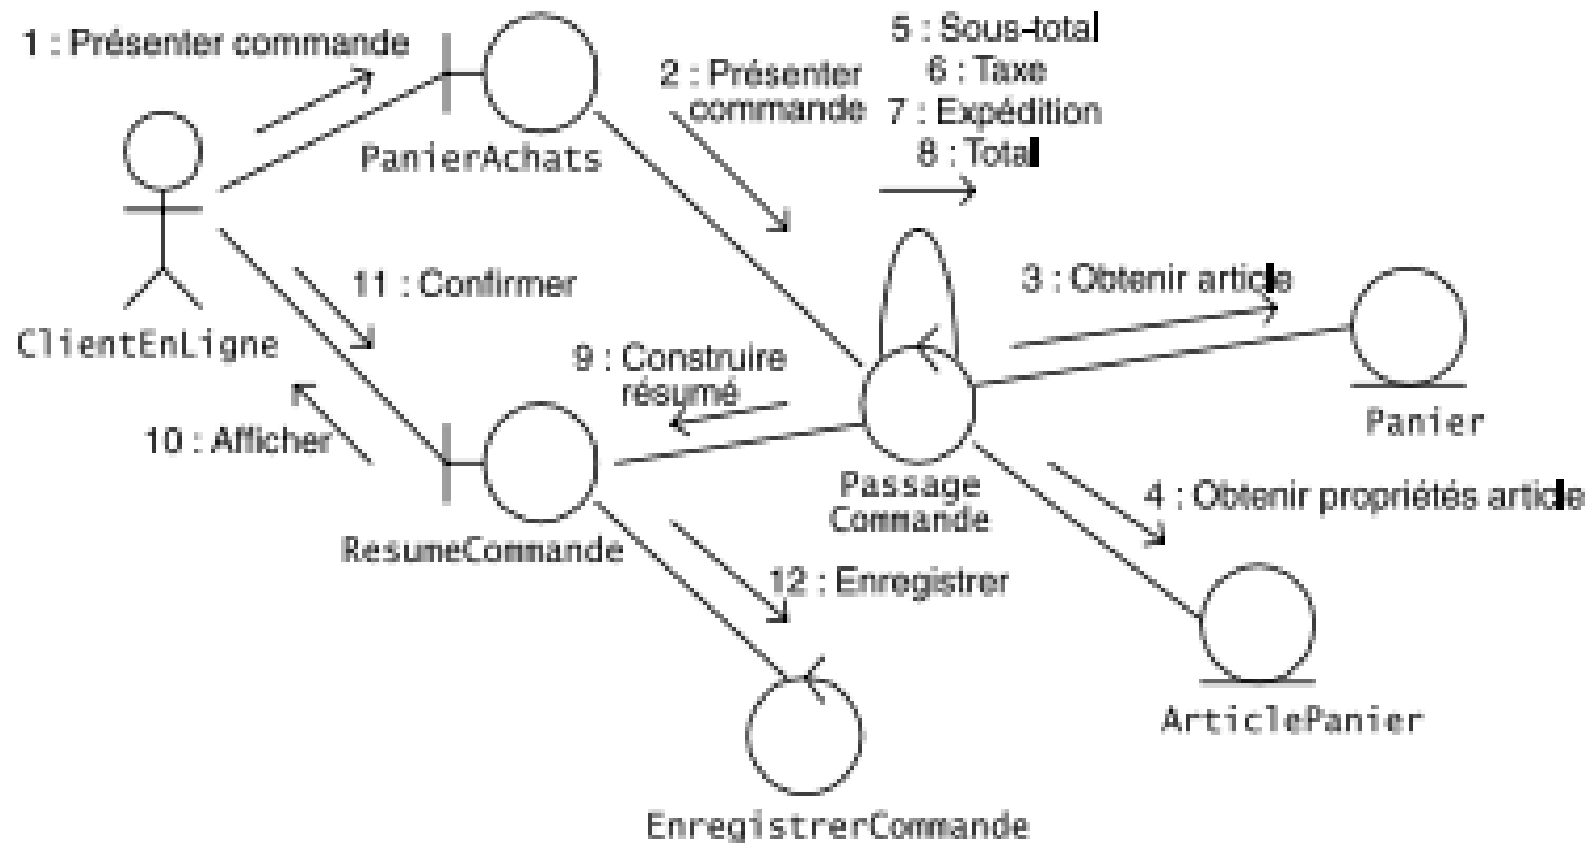 1 : Présenter commande
5 : Sous-total
2 : Présenter
commande
6 : Taxe
7 : Expédition
8 : Total
PanierAchats
11 : Confirmer
3 : Obtenir article
ClientEnLigne
9 : Construire
résumé
10 : Afficher
Panier
Passage
Commande
4 : Obtenir propriétés article
ResumeCommande
12 : Enregistrer
ArticlePanier
EnregistrerCommande